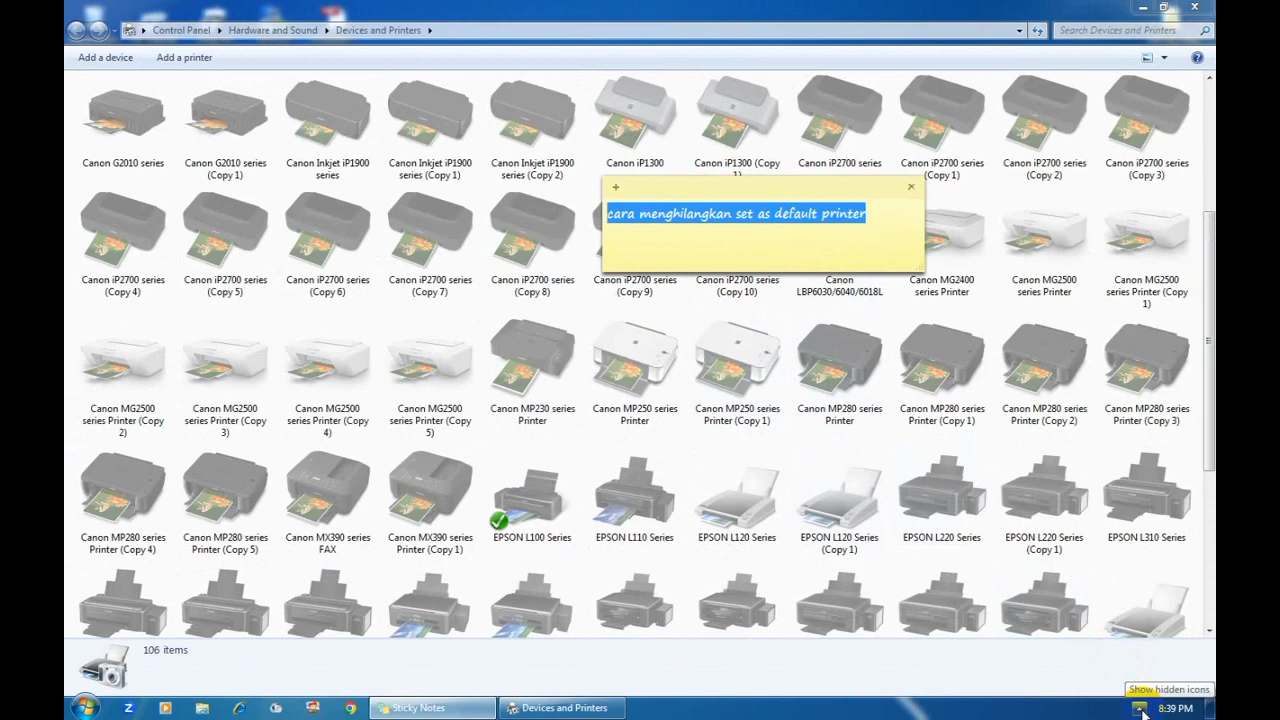 Control Panel Hardware and Sound Devices and Printers
Search Devices and Printers
Add a device Add a printer
Canon G2010 series
Canon G2010 series (Copy 1)
Canon Inkjet iP1900 series
Canon Inkjet iP1900 series (Copy 1)
Canon Inkjet iP1900 series (Copy 2)
Canon iP1300
Canon iP1300 (Copy 1)
Canon iP2700 series
Canon iP2700 series (Copy 1)
Canon iP2700 series (Copy 2)
Canon iP2700 series (Copy 3)
cara menghilangkan set as default printer
Canon iP2700 series (Copy 4)
Canon iP2700 series (Copy 5)
Canon iP2700 series (Copy 6)
Canon iP2700 series (Copy 7)
Canon iP2700 series (Copy 8)
Canon iP2700 series (Copy 9)
Canon iP2700 series (Copy 10)
Canon LBP6030/6040/6018L
Canon MG2400 series Printer
Canon MG2500 series Printer
Canon MG2500 series Printer (Copy 1)
Canon MG2500 series Printer (Copy 2)
Canon MG2500 series Printer (Copy 3)
Canon MG2500 series Printer (Copy 4)
Canon MG2500 series Printer (Copy 5)
Canon MP230 series Printer
Canon MP250 series Printer
Canon MP250 series Printer (Copy 1)
Canon MP280 series Printer
Canon MP280 series Printer (Copy 1)
Canon MP280 series Printer (Copy 2)
Canon MP280 series Printer (Copy 3)
Canon MP280 series Printer (Copy 4)
Canon MP280 series Printer (Copy 5)
Canon MX390 series FAX
Canon MX390 series Printer (Copy 1)
EPSON L100 Series
EPSON L110 Series
EPSON L120 Series
EPSON L120 Series (Copy 1)
EPSON L220 Series
EPSON L220 Series (Copy 1)
EPSON L310 Series
106 items
Show hidden icons
Sticky Notes
Devices and Printers
8:39 PM